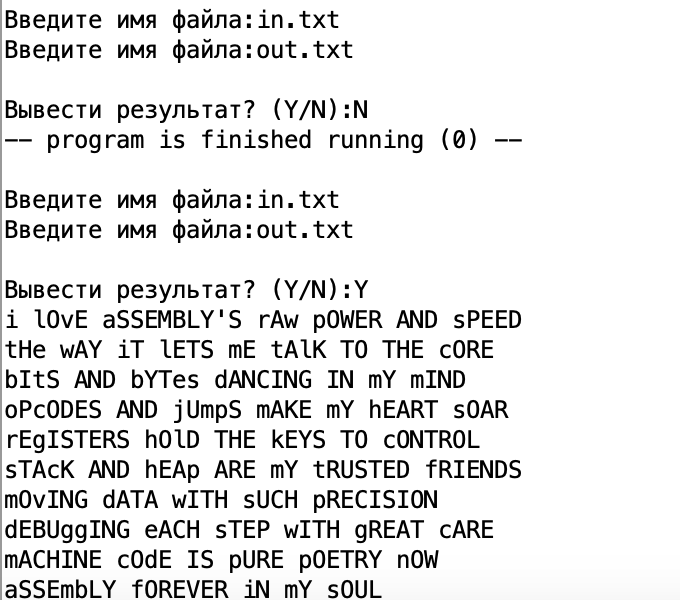 Введите имя файла:in.txt
Введите имя файла:out.txt
Вывести результат? (Y/N):N
-- program is finished running (0) --
Введите имя файла:in.txt
Введите имя файла:out.txt
Вывести результат? (Y/N):Y
i lOvE aSSEMBLY'S rAw pOWER AND sPEED
tHe wAY iT lETS mE tAlK TO THE cORE
bItS AND bYTes dANCING IN mY mIND
oPcODES AND jUmpS mAKE mY hEART sOAR
rEgISTERS hOlD THE kEYS TO cONTROL
sTAcK AND hEAp ARE mY tRUSTED fRIENDS
mOvING dATA wITH sUCH pRECISION
dEBUggING eACH sTEP wITH gREAT cARE
mACHINE cOdE IS pURE pOETRY nOW
aSSEmbLY fOREVER iN mY sOUL